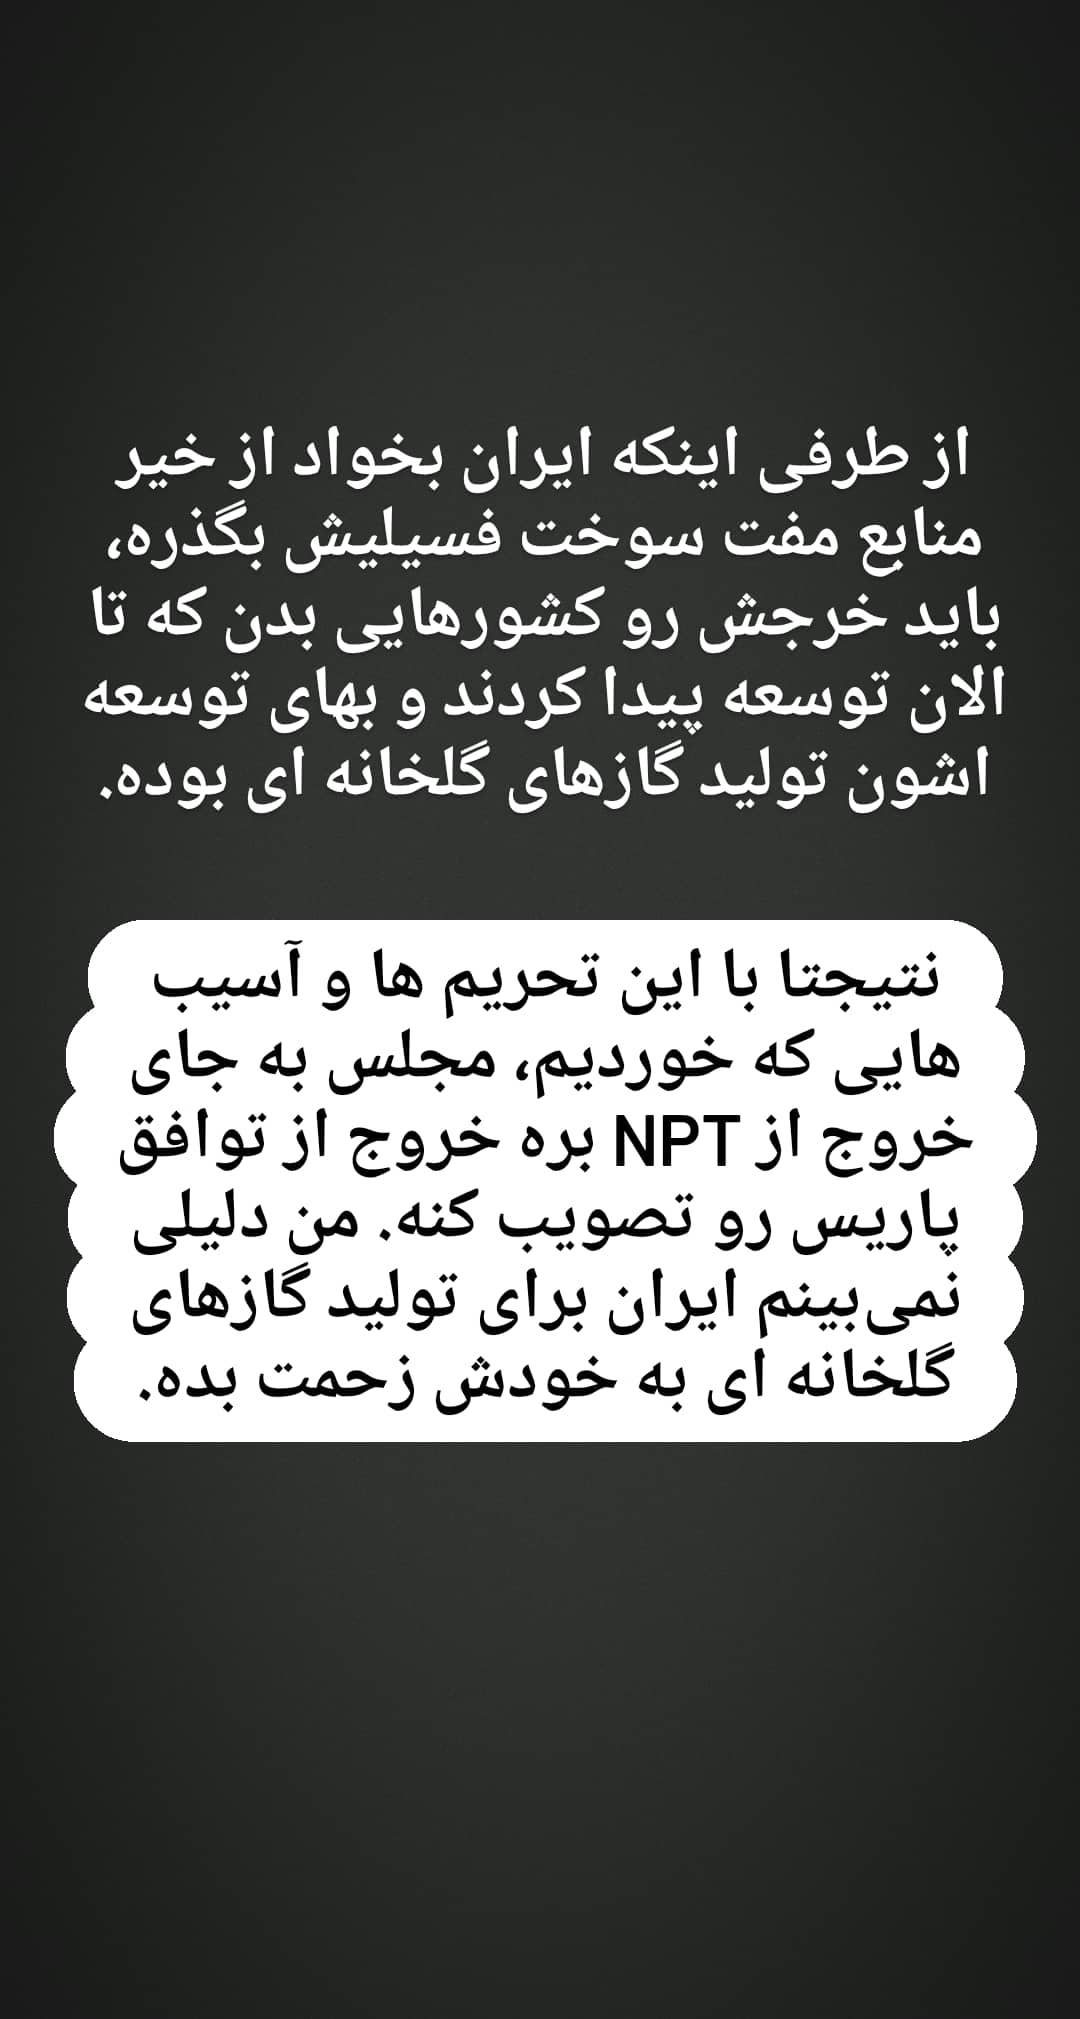 از طرفی اینکه ایران بخواد از خیر
منابع مفت سوخت فسیلیش بگذره،
باید خرجش رو کشورهایی بدن که تا
الان توسعه پیدا کردند و بهای توسعه
اشون تولید گازهای گلخانه ای بوده.
نتیجتا با این تحریم ها و آسیب
هایی که خوردیم، مجلس به جای
خروج از NPT بره خروج از توافق
پاریس رو تصویب کنه. من دلیلی
نمی‌بینم ایران برای تولید گازهای
گلخانه ای به خودش زحمت بده.